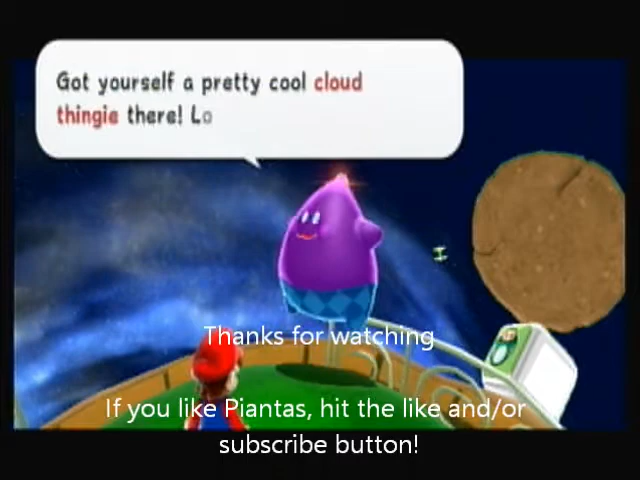 Got yourself a pretty cool cloud
thingie there! Lo
Thanks for watching
If you like Piantas, hit the like and/or
subscribe button!